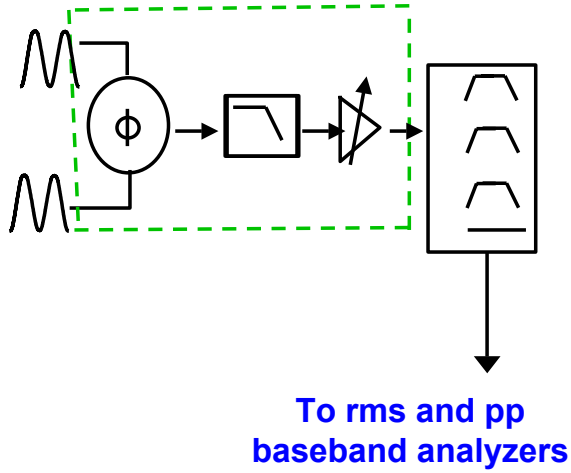 ϕ
To rms and pp
baseband analyzers